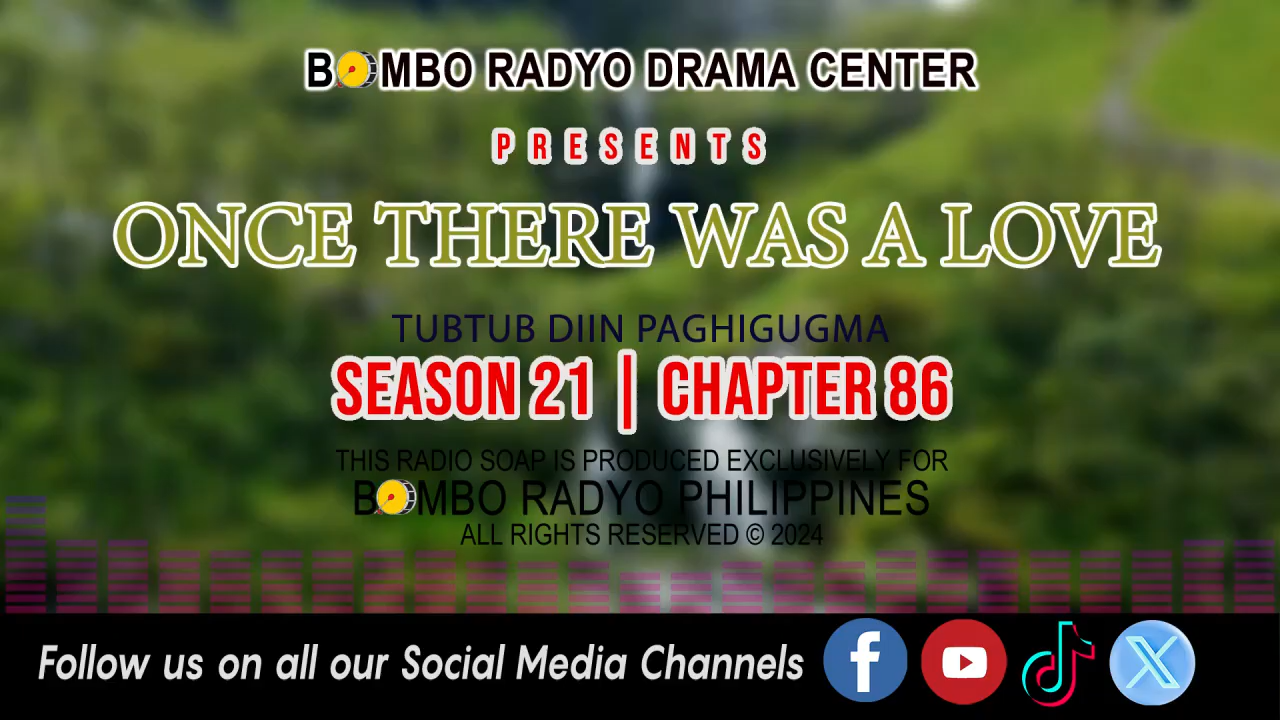 BOMBO RADYO DRAMA CENTER
PRESENTS
ONCE THERE WAS A LOVE
TUBTUB DIIN PAGHIGUGMA
SEASON 21 | CHAPTER 86
THIS RADIO SOAP IS PRODUCED EXCLUSIVELY FOR
BOMBO RADYO PHILIPPINES
ALL RIGHTS RESERVED © 2024
Follow us on all our Social Media Channels